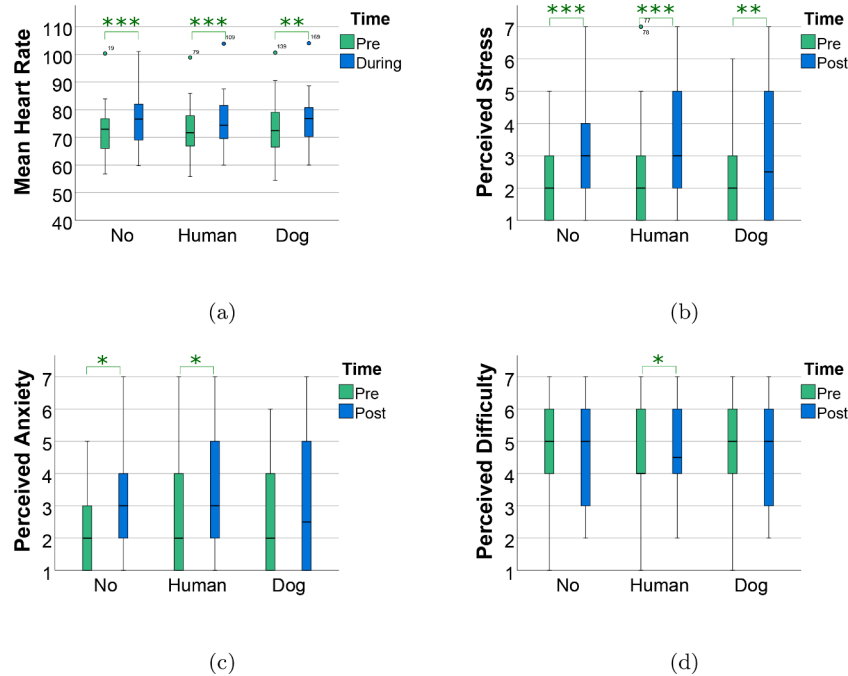 *** *** ** Time
110 Pre
100 19 79 109 139 169 During
90
80
70
60
50
40
Mean Heart Rate
No Human Dog
(a)
*** *** ** Time
7 77 Pre
78 Post
6
5
4
3
2
1
Perceived Stress
No Human Dog
(b)
* * Time
7 Pre
6 Post
5
4
3
2
1
Perceived Anxiety
No Human Dog
(c)
* Time
7 Pre
6 Post
5
4
3
2
1
Perceived Difficulty
No Human Dog
(d)